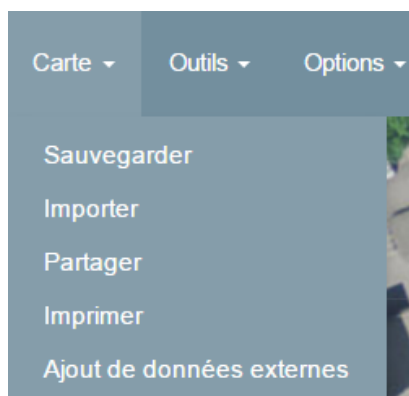 Carte Outils Options
Sauvegarder
Importer
Partager
Imprimer
Ajout de données externes